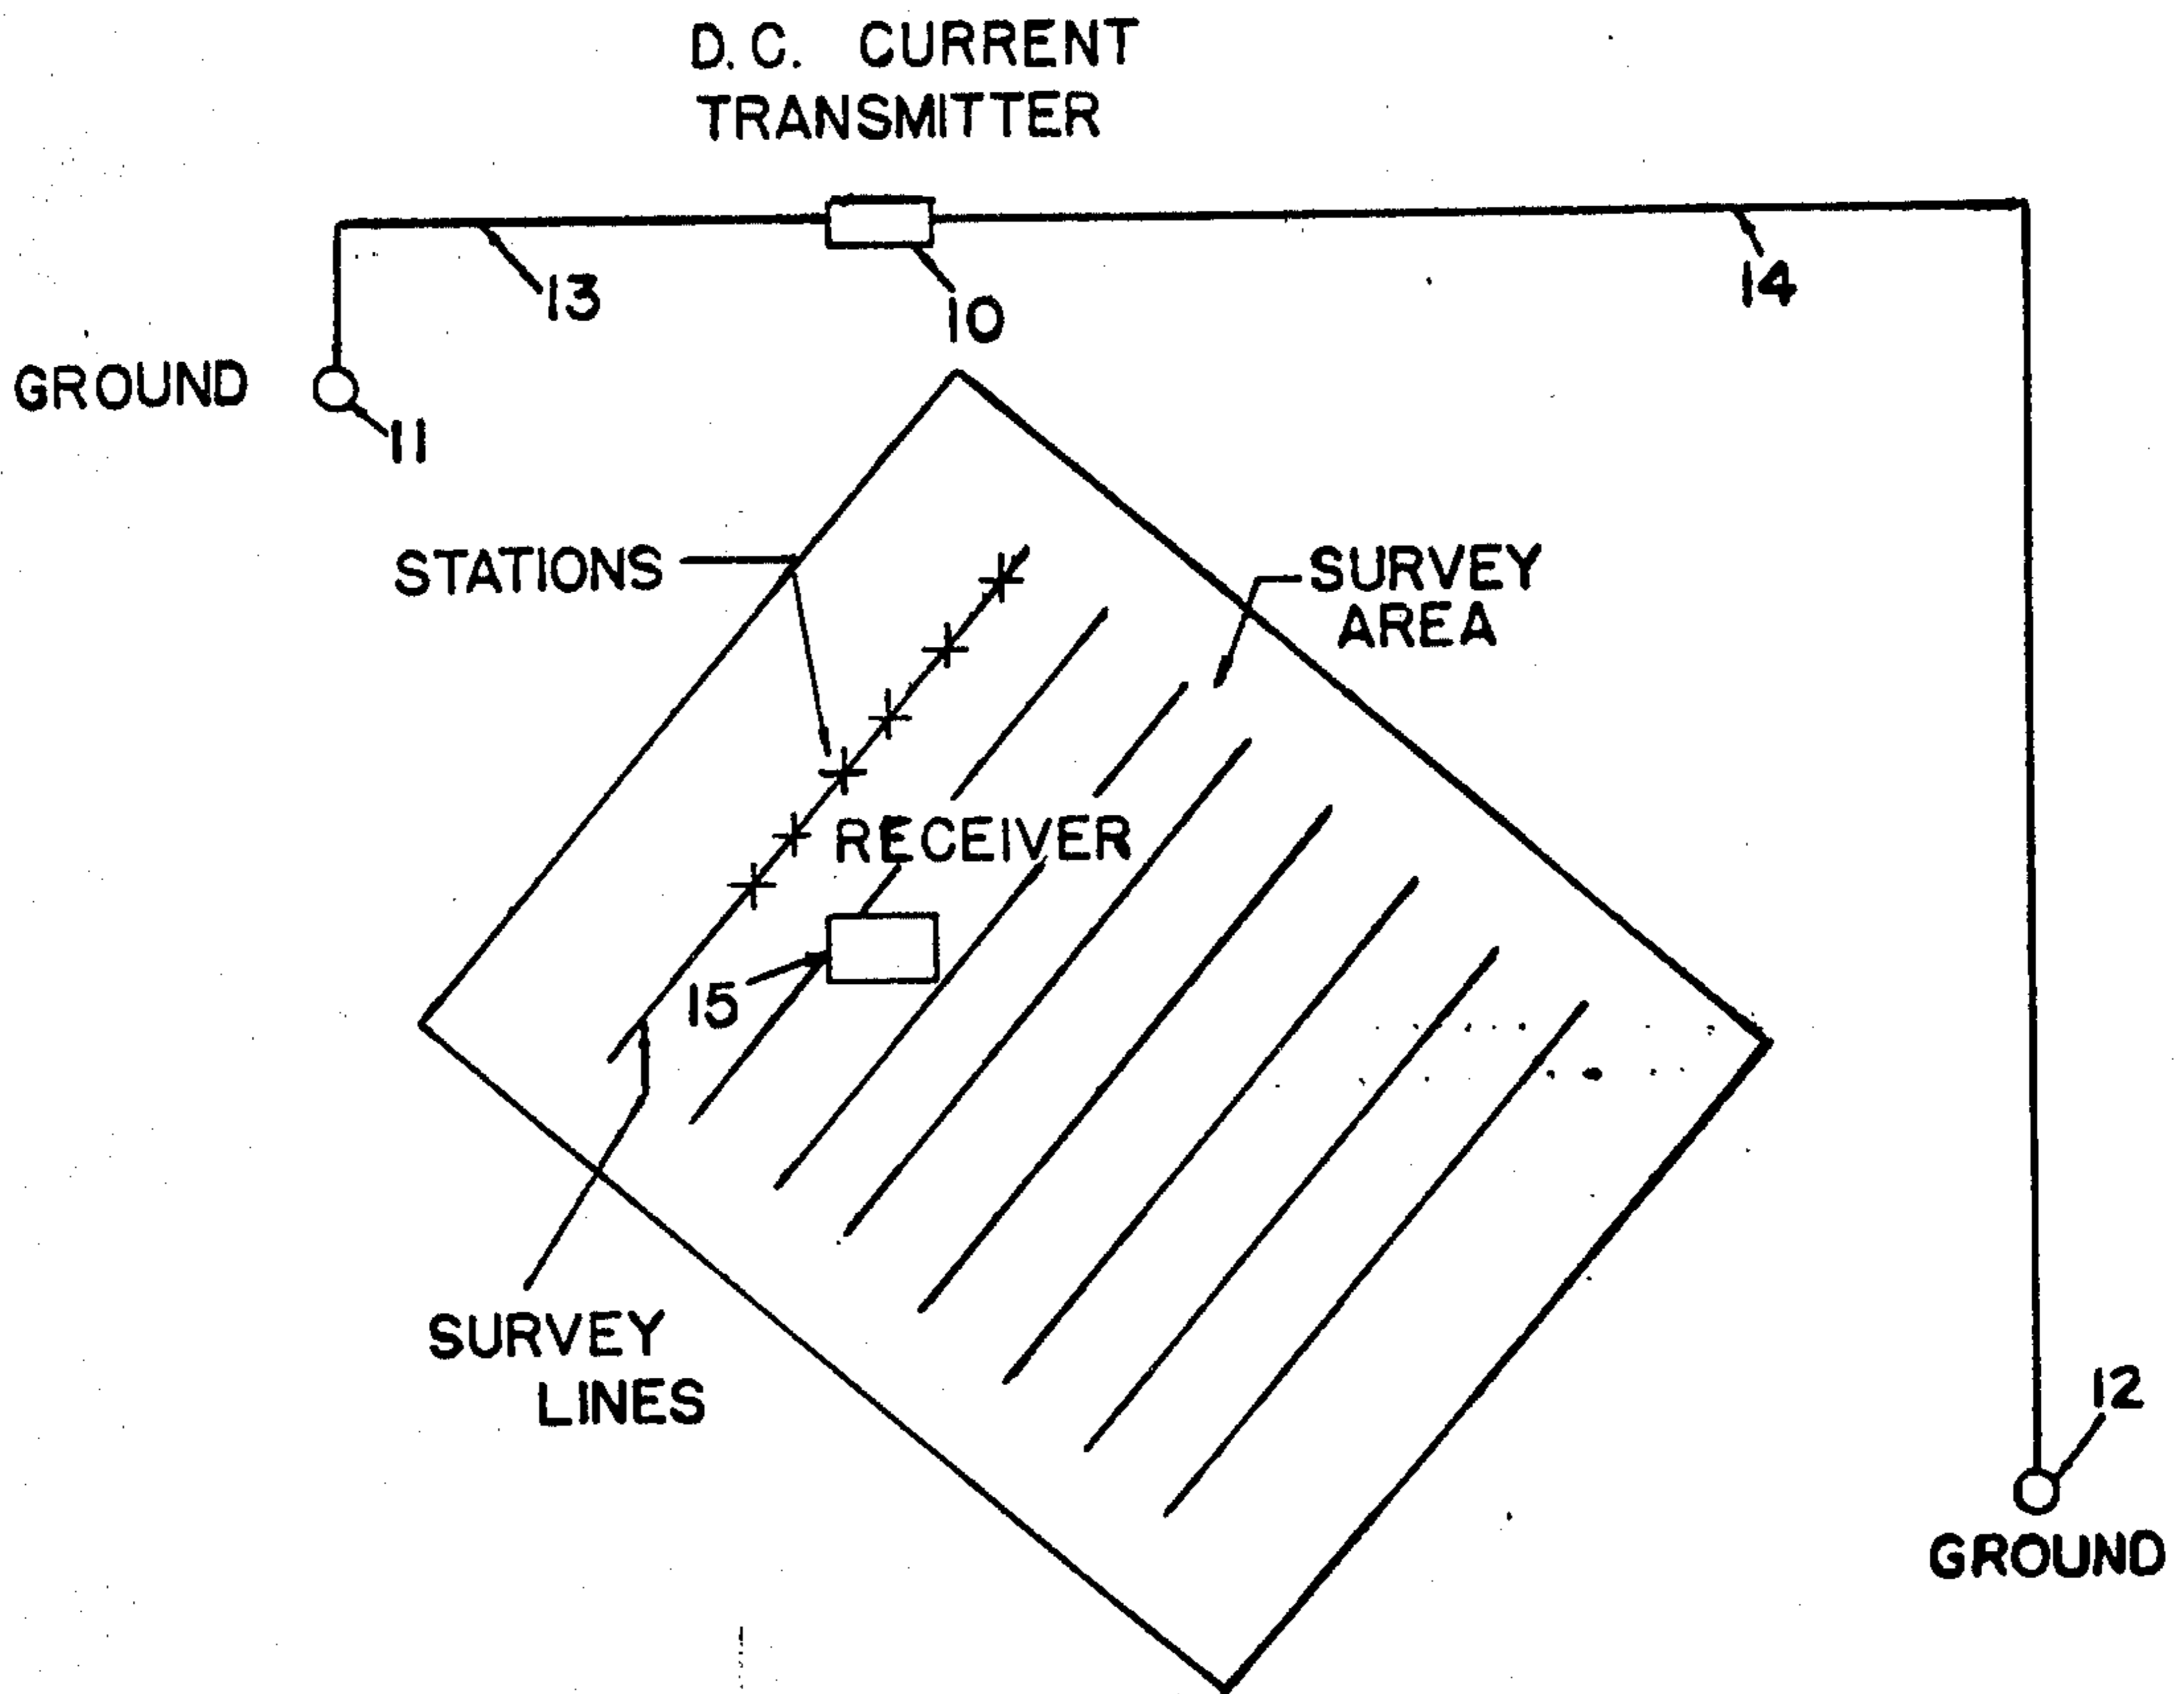 D.C. CURRENT
TRANSMITTER
13
10
14
GROUND
11
STATIONS
SURVEY
AREA
RECEIVER
15
SURVEY
LINES
12
GROUND